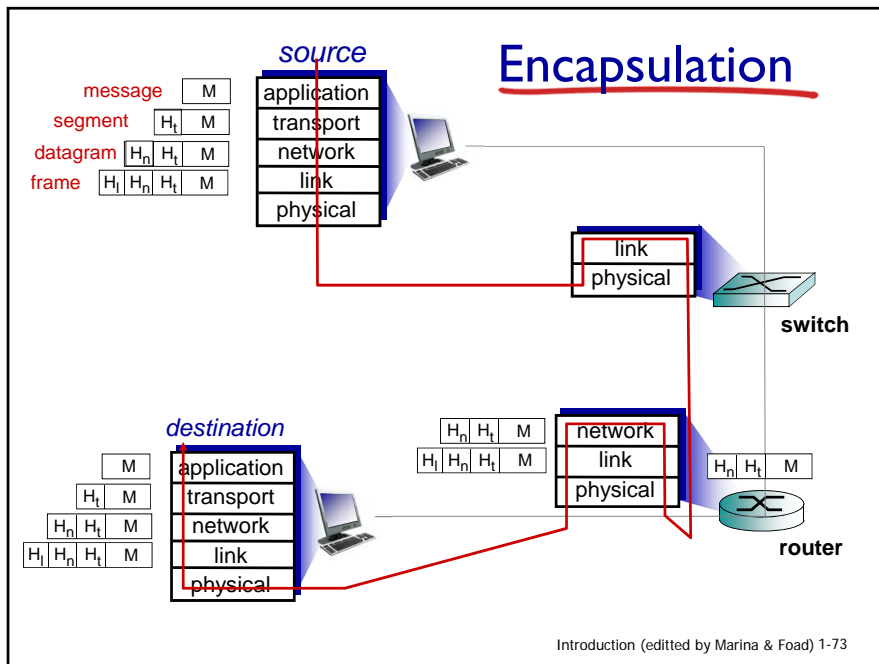 source
Encapsulation
message M
segment Ht M
datagram Hn Ht M
frame Hl Hn Ht M
application
transport
network
link
physical
link
physical
switch
destination
M
Ht M
Hn Ht M
Hl Hn Ht M
application
transport
network
link
physical
Hn Ht M
Hl Hn Ht M
network
link
physical
Hn Ht M
router
Introduction (editted by Marina & Foad) 1-73